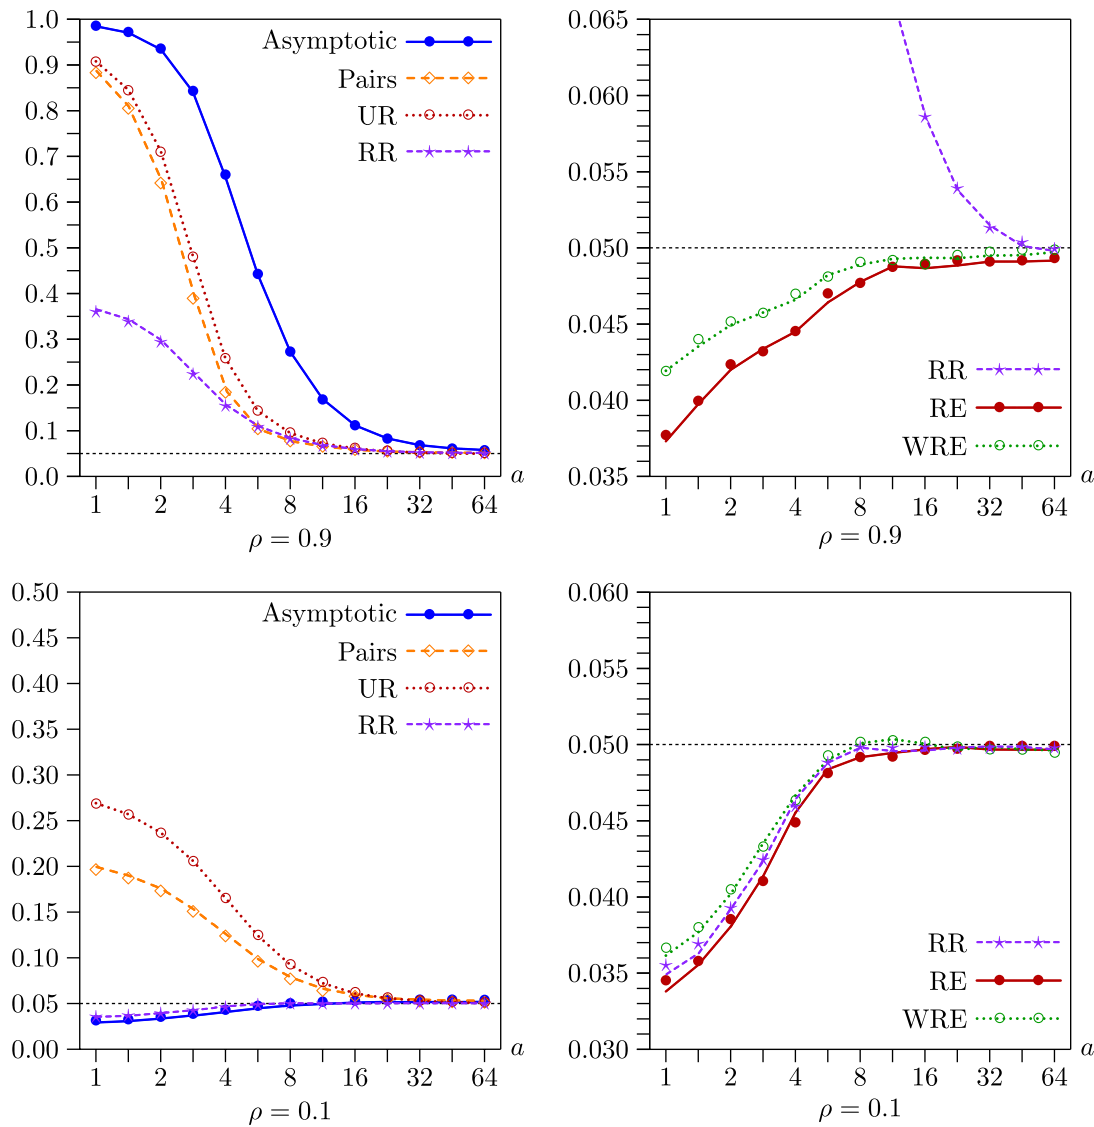 1.0
0.9
0.8
0.7
0.6
0.5
0.4
0.3
0.2
0.1
0.0
Asymptotic
Pairs
UR
RR
1 2 4 8 16 32 64
a
ρ = 0.9
0.065
0.060
0.055
0.050
0.045
0.040
0.035
RR
RE
WRE
1 2 4 8 16 32 64
a
ρ = 0.9
0.50
0.45
0.40
0.35
0.30
0.25
0.20
0.15
0.10
0.05
0.00
Asymptotic
Pairs
UR
RR
1 2 4 8 16 32 64
a
ρ = 0.1
0.060
0.055
0.050
0.045
0.040
0.035
0.030
RR
RE
WRE
1 2 4 8 16 32 64
a
ρ = 0.1